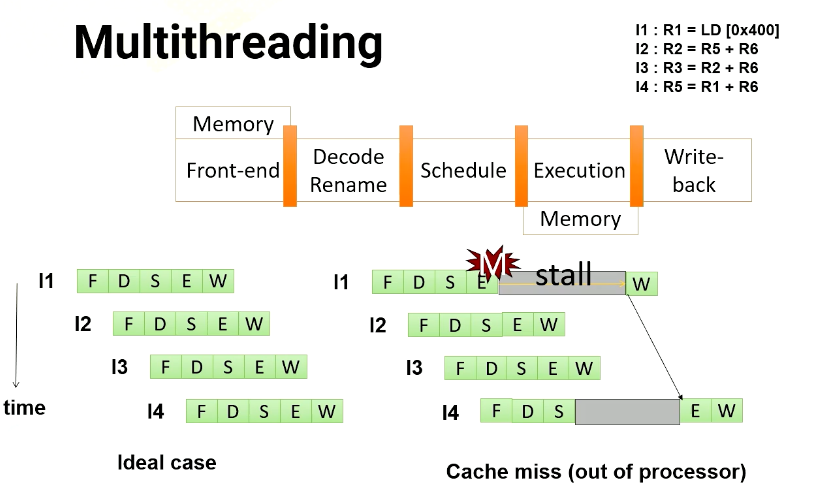 Multithreading
I1 : R1 = LD [0x400]
I2 : R2 = R5 + R6
I3 : R3 = R2 + R6
I4 : R5 = R1 + R6
Memory
Front-end
Decode
Rename
Schedule
Execution
Write-
back
Memory
I1 F D S E W
I2 F D S E W
I3 F D S E W
I4 F D S E W
time
Ideal case
M
I1 F D S E stall W
I2 F D S E W
I3 F D S E W
I4 F D S E W
Cache miss (out of processor)